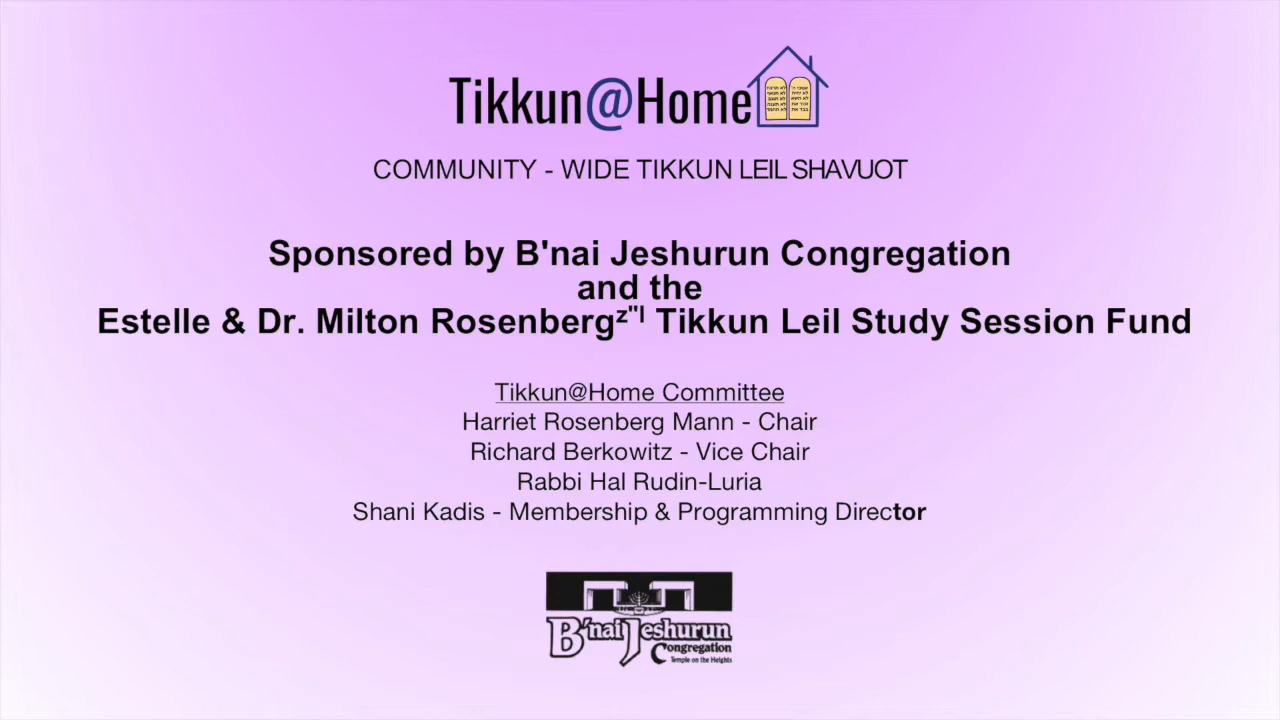 Tikkun@Home
COMMUNITY - WIDE TIKKUN LEIL SHAVUOT
Sponsored by B'nai Jeshurun Congregation
and the
Estelle & Dr. Milton Rosenbergz"l Tikkun Leil Study Session Fund
Tikkun@Home Committee
Harriet Rosenberg Mann - Chair
Richard Berkowitz - Vice Chair
Rabbi Hal Rudin-Luria
Shani Kadis - Membership & Programming Director
B'nai Jeshurun
Congregation
Temple on the Heights